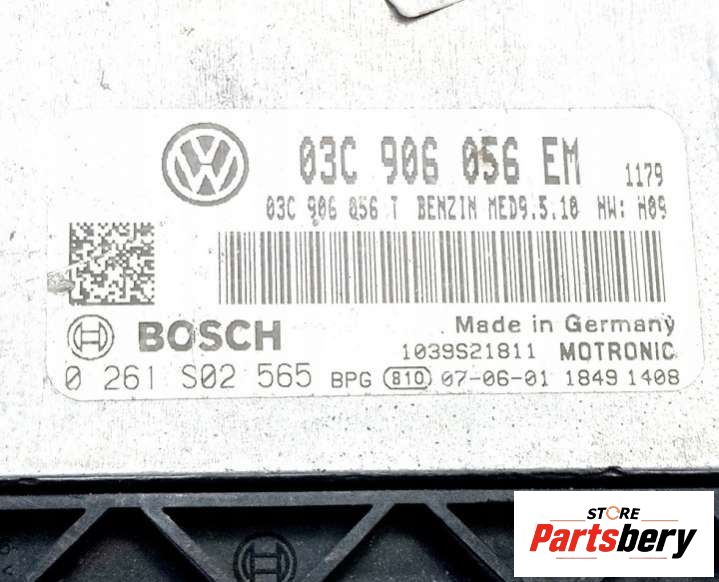 03C 906 056 EM 1179
03C 906 056 T BENZIN MED9.5.10 HW: H09
BOSCH Made in Germany
1039S21811 MOTRONIC
0 261 S02 565 BPG 810 07-06-01 1849 1408
STORE
Partsbery